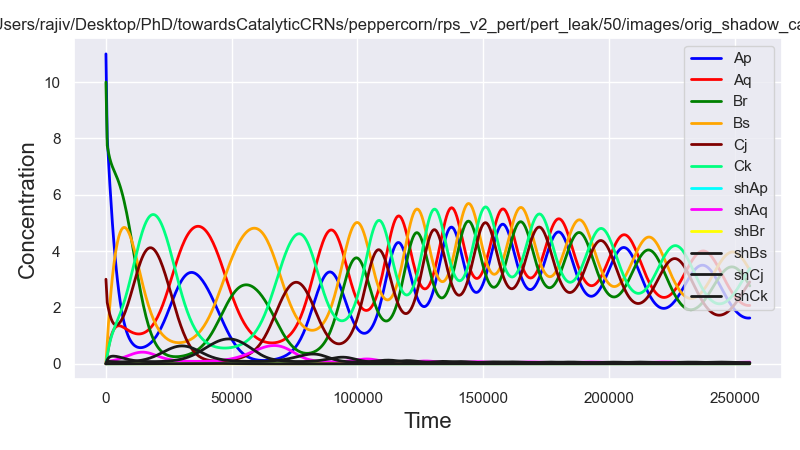 Users/rajiv/Desktop/PhD/towardsCatalyticCRNs/peppercorn/rps_v2_pert/pert_leak/50/images/orig_shadow_ca
Concentration
10
8
6
4
2
0
0
50000
100000
150000
200000
250000
Time
Ap
Aq
Br
Bs
Cj
Ck
shAp
shAq
shBr
shBs
shCj
shCk